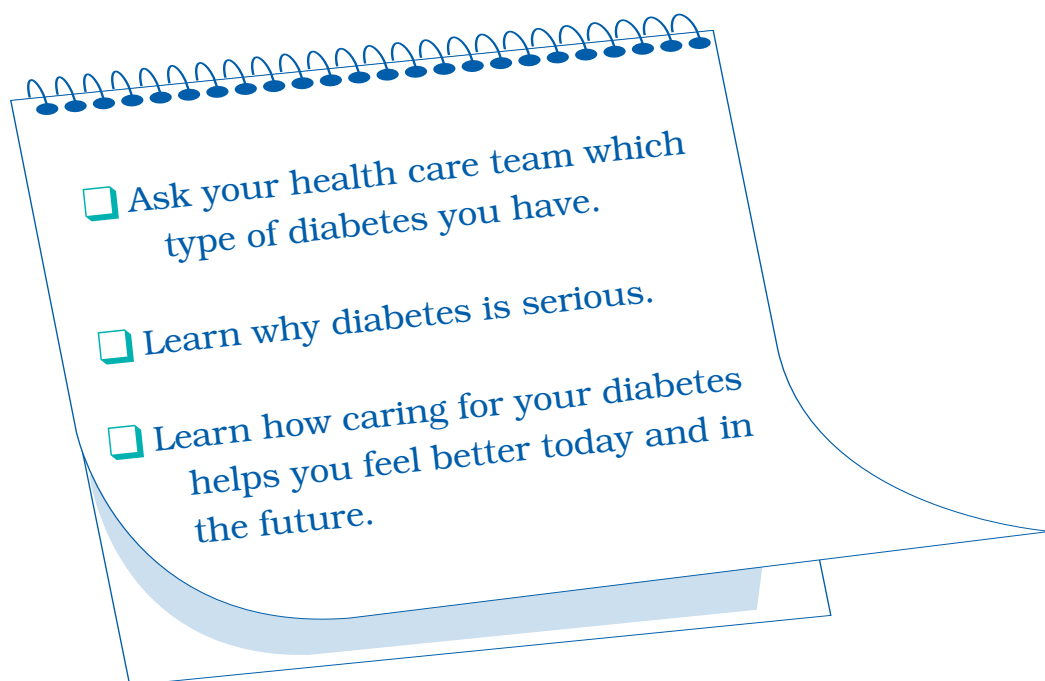 ❏ Ask your health care team which
type of diabetes you have.
❏ Learn why diabetes is serious.
❏ Learn how caring for your diabetes
helps you feel better today and in
the future.